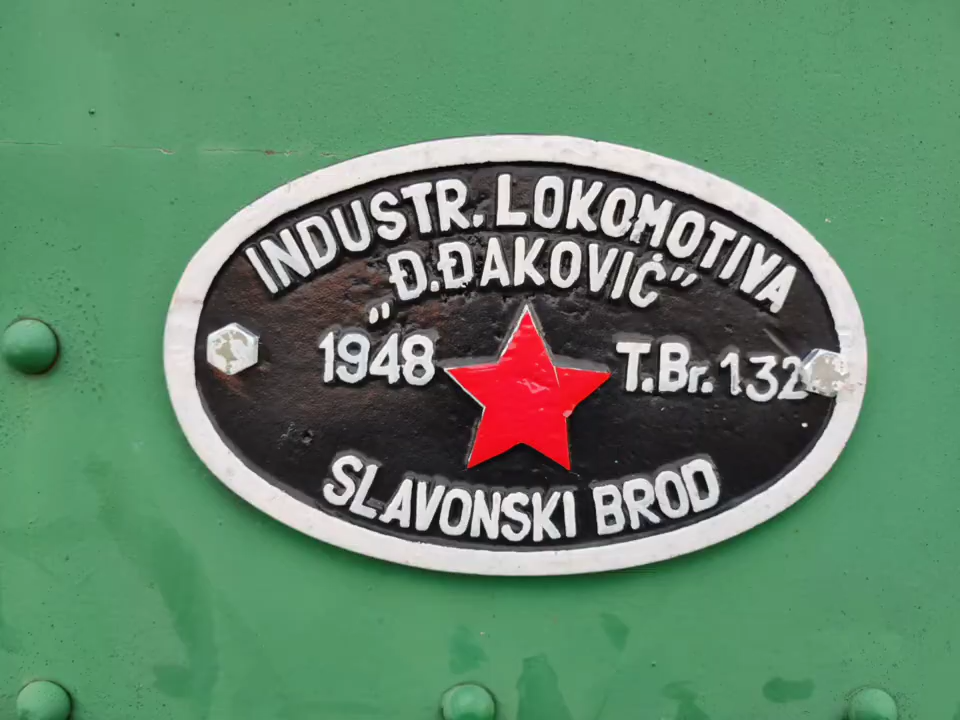 INDUSTR. LOKOMOTIVA
„Đ.ĐAKOVIĆ”
1948 T.Br. 132
SLAVONSKI BROD